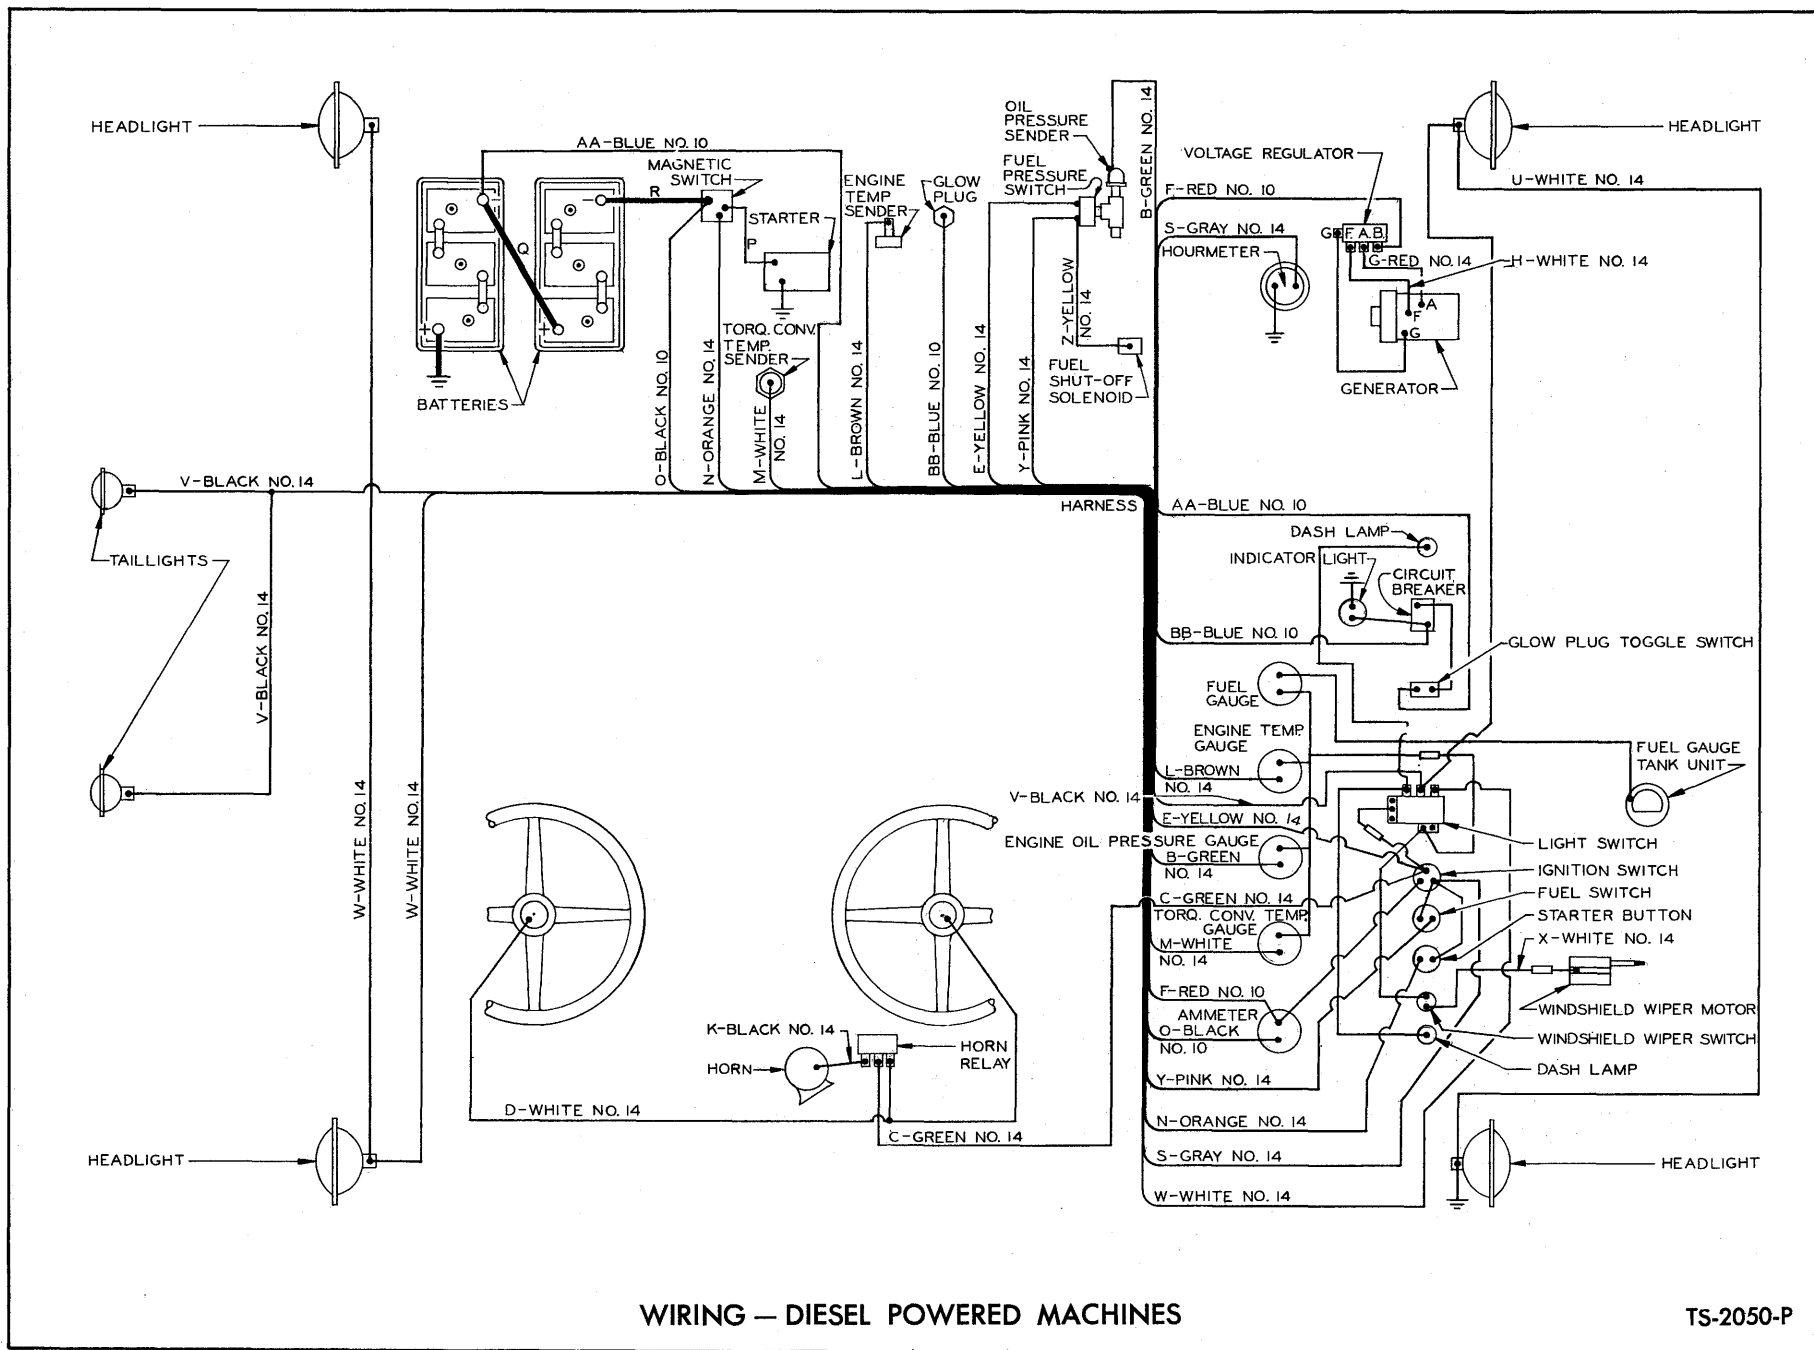 HEADLIGHT
AA-BLUE NO. 10
MAGNETIC
SWITCH
R
STARTER
P
Q
BATTERIES
TORQ. CONV.
TEMP.
SENDER
ENGINE
TEMP.
SENDER
GLOW
PLUG
OIL
PRESSURE
SENDER
FUEL
PRESSURE
SWITCH
B-GREEN NO. 14
VOLTAGE REGULATOR
F-RED NO. 10
S-GRAY NO. 14
HOURMETER
G
F. A. B.
G-RED NO. 14
H-WHITE NO. 14
A
F
G
GENERATOR
HEADLIGHT
U-WHITE NO. 14
Z-YELLOW
NO. 14
FUEL
SHUT-OFF
SOLENOID
O-BLACK NO. 10
N-ORANGE NO. 14
M-WHITE
NO. 14
L-BROWN NO. 14
BB-BLUE NO. 10
E-YELLOW NO. 14
Y-PINK NO. 14
V-BLACK NO. 14
TAILLIGHTS
V-BLACK NO. 14
W-WHITE NO. 14
W-WHITE NO. 14
HARNESS
AA-BLUE NO. 10
DASH LAMP
INDICATOR LIGHT
CIRCUIT
BREAKER
BB-BLUE NO. 10
GLOW PLUG TOGGLE SWITCH
FUEL
GAUGE
ENGINE TEMP.
GAUGE
L-BROWN
NO. 14
FUEL GAUGE
TANK UNIT
V-BLACK NO. 14
E-YELLOW NO. 14
ENGINE OIL PRESSURE GAUGE
B-GREEN
NO. 14
LIGHT SWITCH
IGNITION SWITCH
FUEL SWITCH
STARTER BUTTON
X-WHITE NO. 14
C-GREEN NO. 14
TORQ. CONV. TEMP.
GAUGE
M-WHITE
NO. 14
F-RED NO. 10
AMMETER
O-BLACK
NO. 10
WINDSHIELD WIPER MOTOR
WINDSHIELD WIPER SWITCH
DASH LAMP
Y-PINK NO. 14
N-ORANGE NO. 14
S-GRAY NO. 14
W-WHITE NO. 14
K-BLACK NO. 14
HORN
HORN
RELAY
D-WHITE NO. 14
C-GREEN NO. 14
HEADLIGHT
HEADLIGHT
WIRING — DIESEL POWERED MACHINES
TS-2050-P